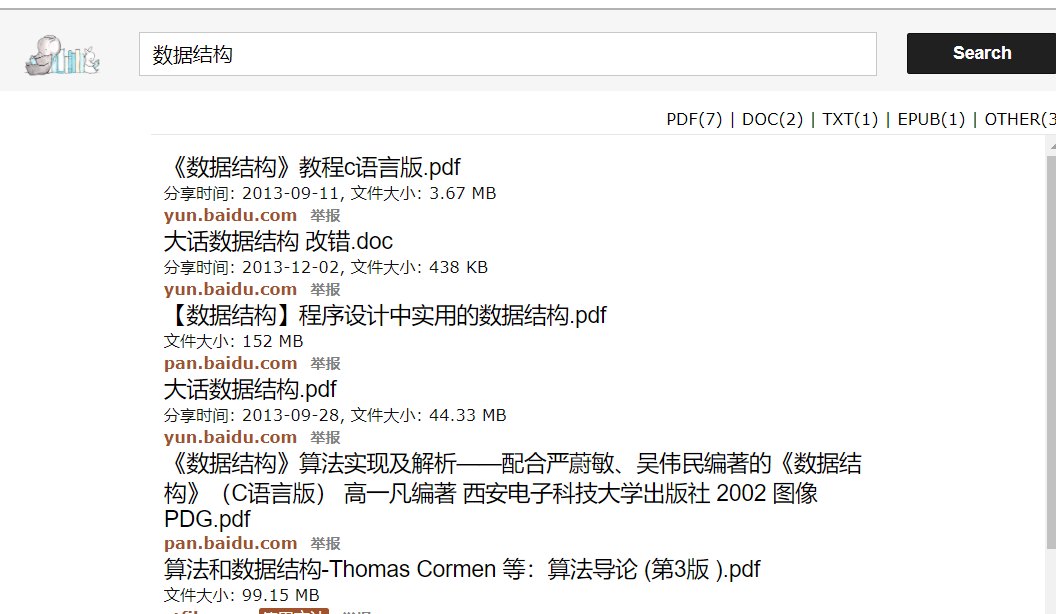 数据结构
Search
PDF(7) | DOC(2) | TXT(1) | EPUB(1) | OTHER(3
《数据结构》教程c语言版.pdf
分享时间: 2013-09-11, 文件大小: 3.67 MB
yun.baidu.com 举报
大话数据结构 改错.doc
分享时间: 2013-12-02, 文件大小: 438 KB
yun.baidu.com 举报
【数据结构】程序设计中实用的数据结构.pdf
文件大小: 152 MB
pan.baidu.com 举报
大话数据结构.pdf
分享时间: 2013-09-28, 文件大小: 44.33 MB
yun.baidu.com 举报
《数据结构》算法实现及解析——配合严蔚敏、吴伟民编著的《数据结
构》（C语言版） 高一凡编著 西安电子科技大学出版社 2002 图像
PDG.pdf
pan.baidu.com 举报
算法和数据结构-Thomas Cormen 等：算法导论 (第3版 ).pdf
文件大小: 99.15 MB